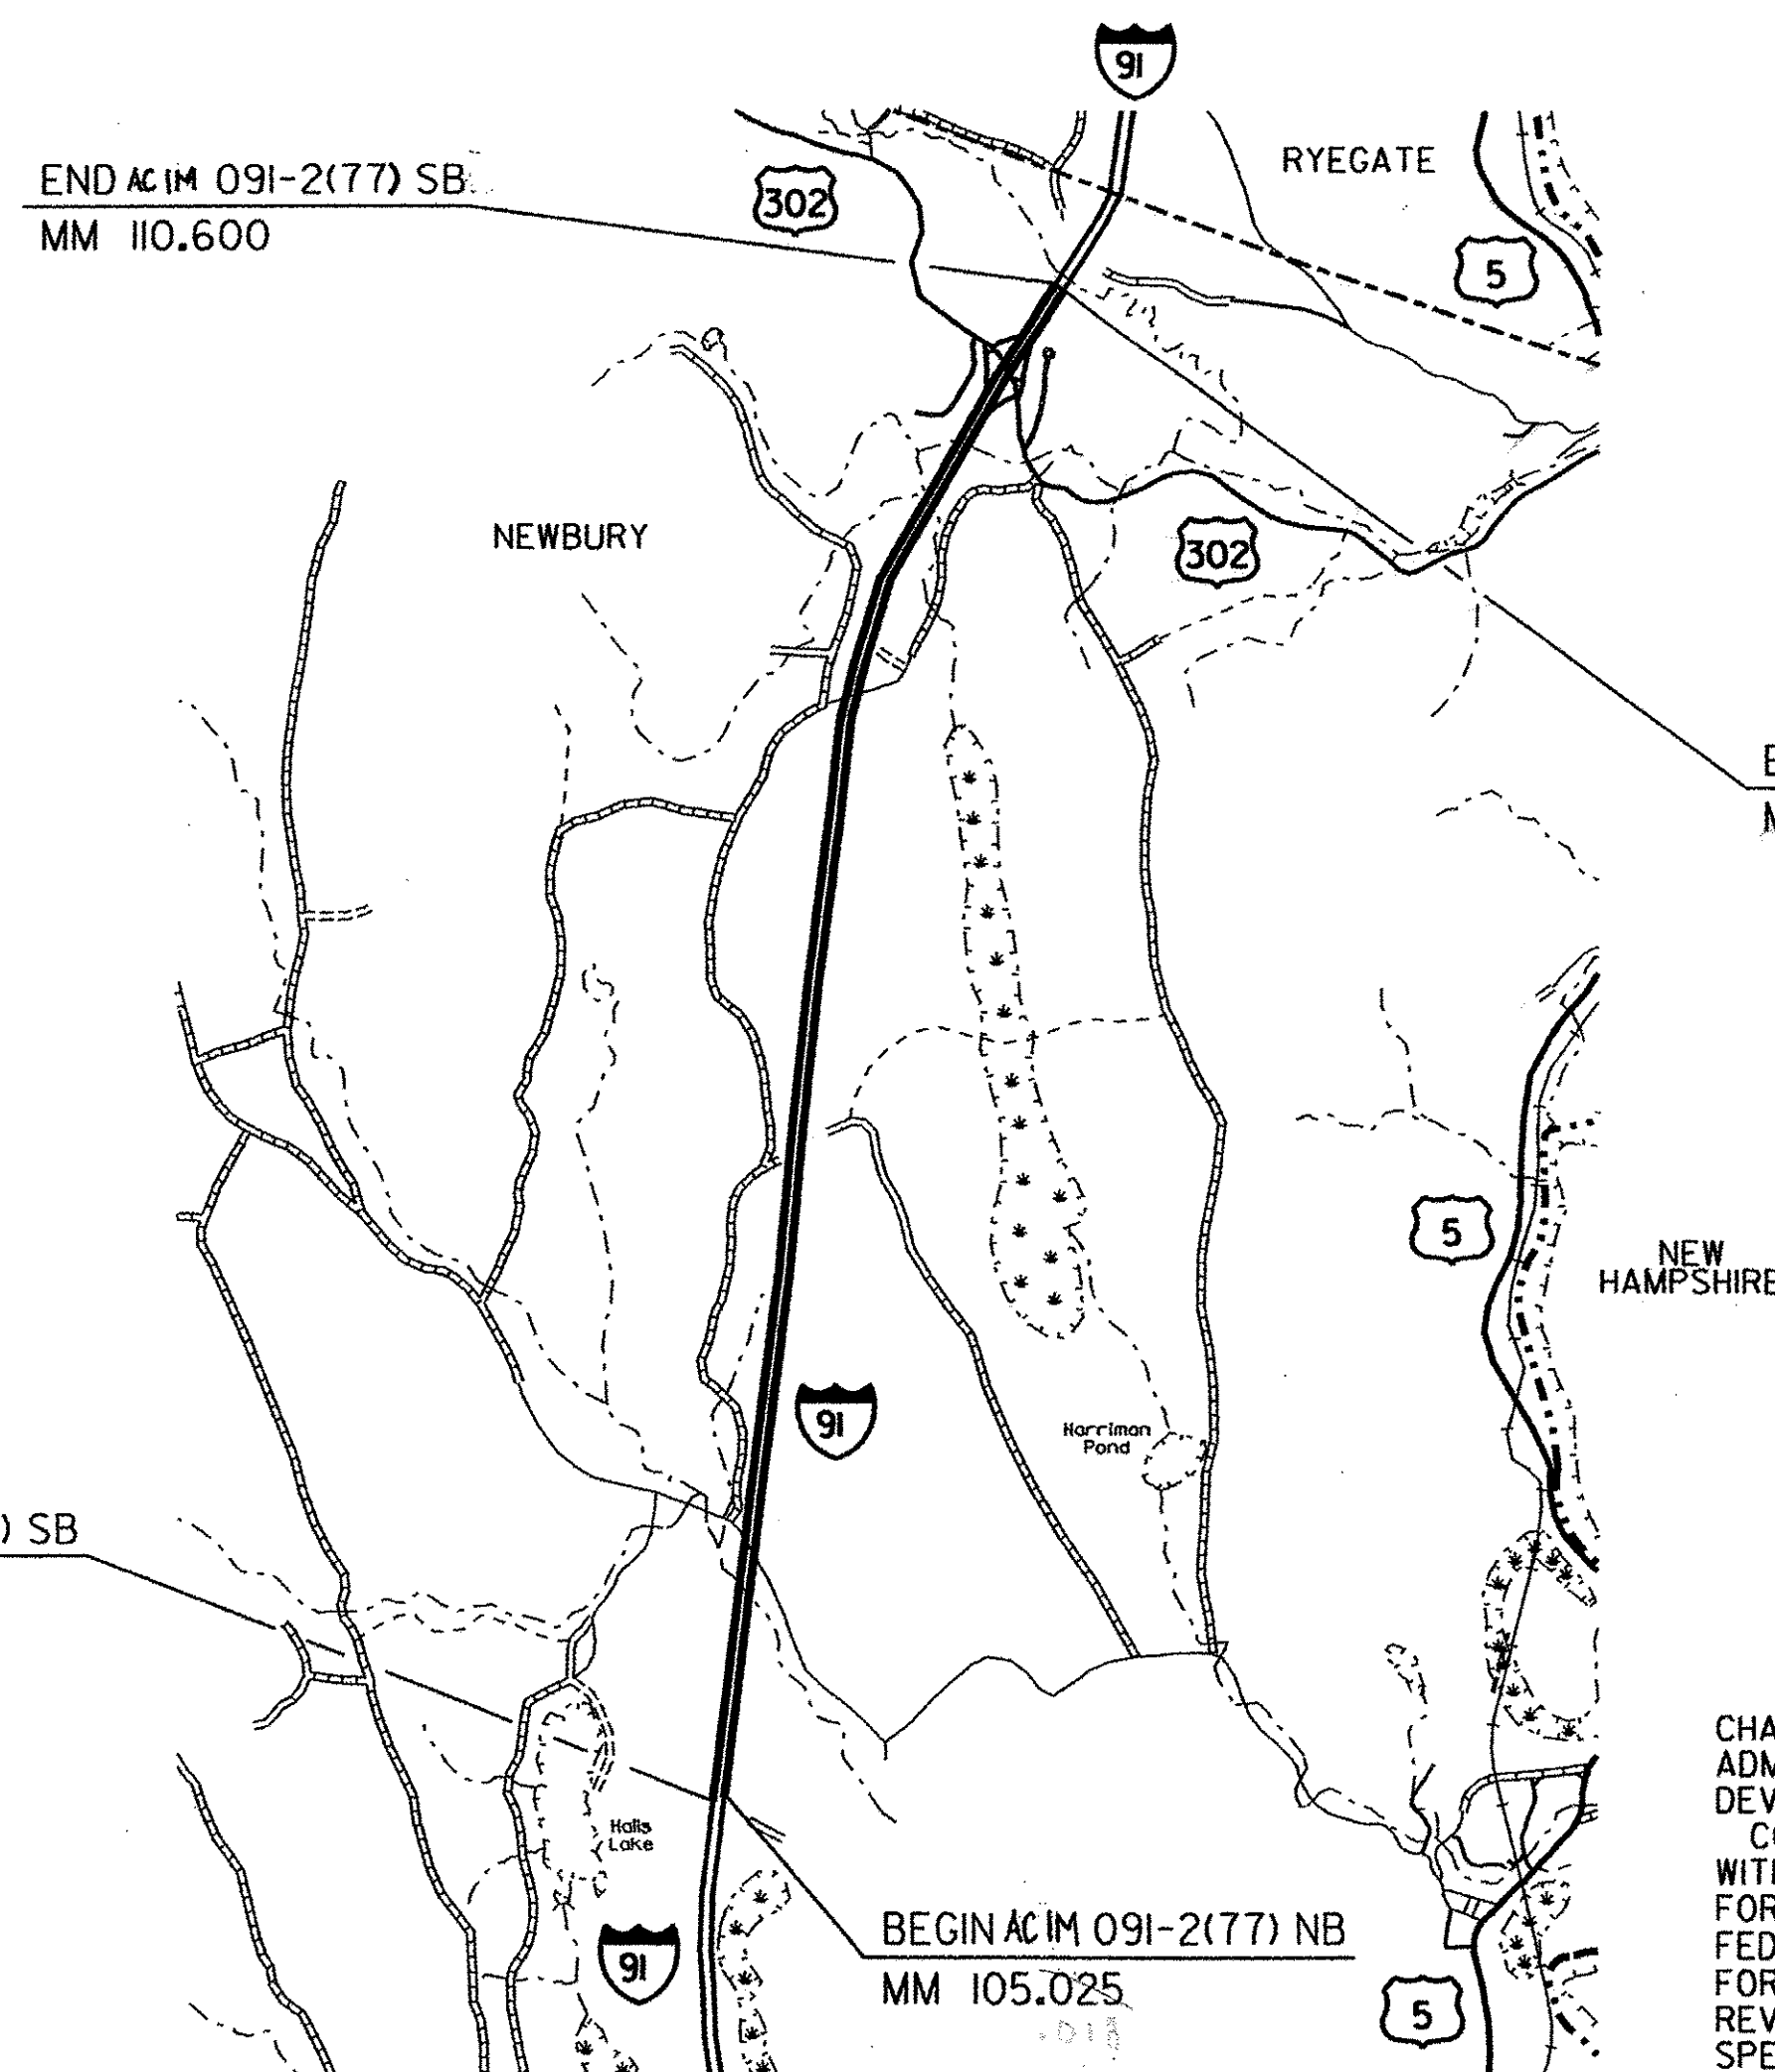 91
RYEGATE
END AC IM 091-2(77) SB
MM 110.600
302
5
NEWBURY
302
5
NEW
HAMPSHIRE
91
Harriman
Pond
) SB
CHA
ADM
DEV
WITH
FOR
FED
FOR
REV
SPE
Halls
Lake
BEGIN AC IM 091-2(77) NB
MM 105.025
91
5